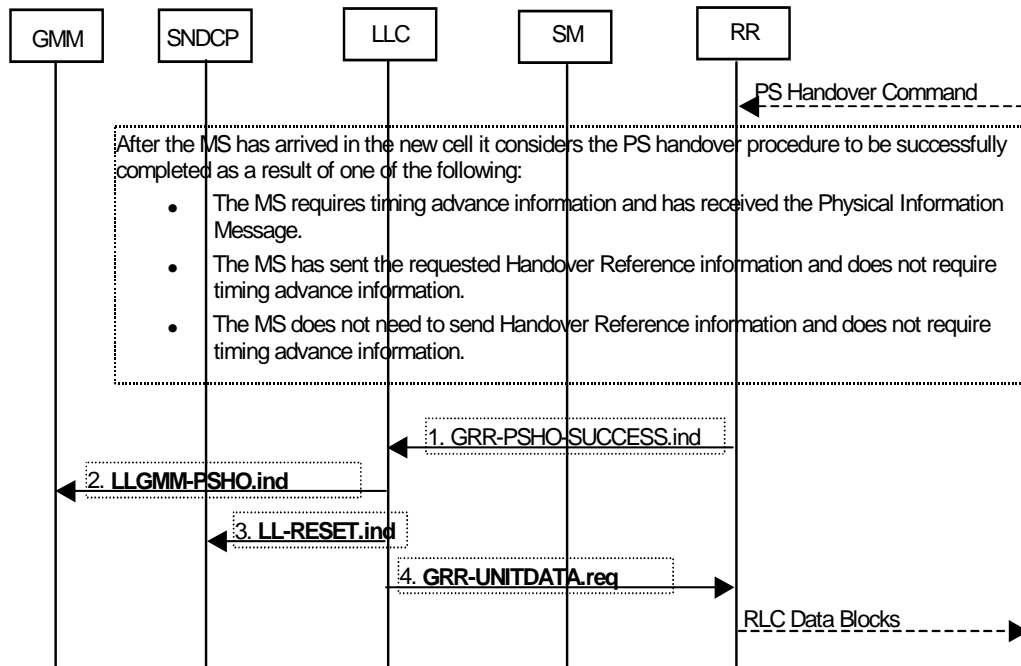 GMM
SNDCP
LLC
SM
RR
PS Handover Command
After the MS has arrived in the new cell it considers the PS handover procedure to be successfully
completed as a result of one of the following:
• The MS requires timing advance information and has received the Physical Information
Message.
• The MS has sent the requested Handover Reference information and does not require
timing advance information.
• The MS does not need to send Handover Reference information and does not require
timing advance information.
1. GRR-PSHO-SUCCESS.ind
2. LLGMM-PSHO.ind
3. LL-RESET.ind
4. GRR-UNITDATA.req
RLC Data Blocks